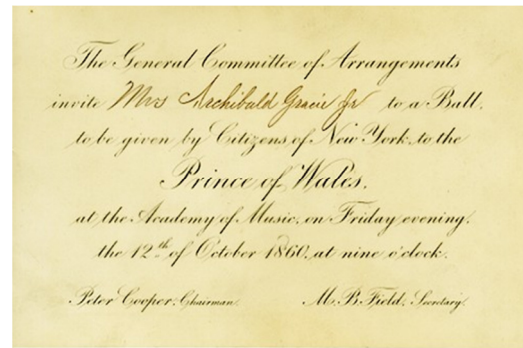 The General Committee of Arrangements
invite Mrs Archibald Gracie Jr to a Ball,
to be given by Citizens of New York, to the
Prince of Wales,
at the Academy of Music, on Friday evening,
the 12th of October 1860, at nine o'clock.
Peter Cooper, Chairman. M. B. Field, Secretary.